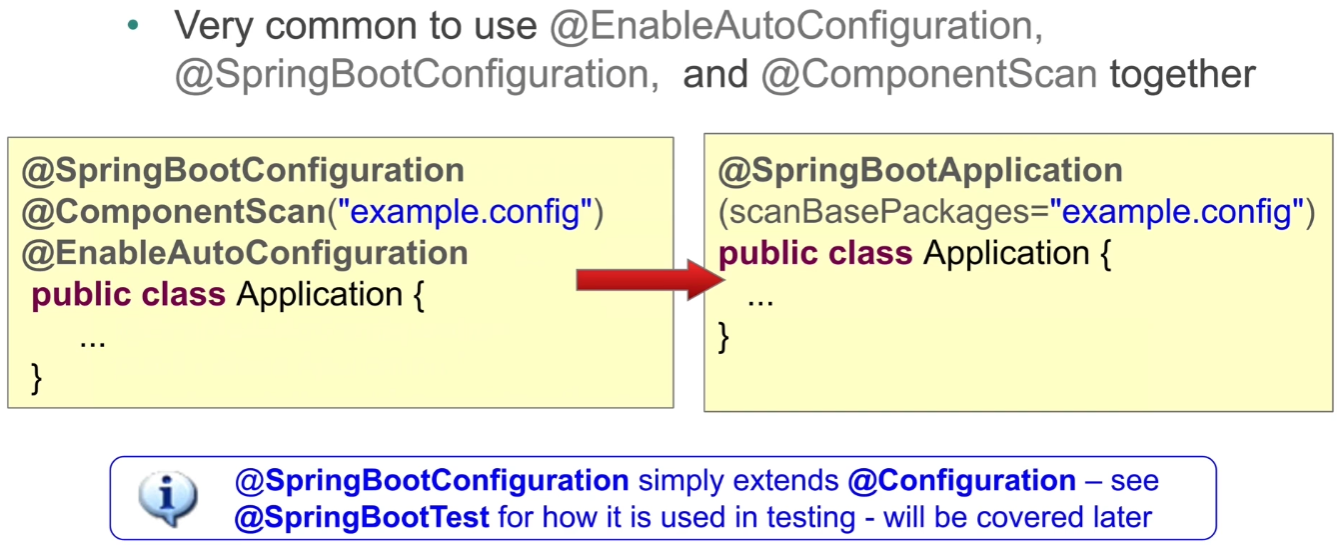 • Very common to use @EnableAutoConfiguration,
@SpringBootConfiguration, and @ComponentScan together
@SpringBootConfiguration
@ComponentScan("example.config")
@EnableAutoConfiguration
public class Application {
...
}
@SpringBootApplication
(scanBasePackages="example.config")
public class Application {
...
}
@SpringBootConfiguration simply extends @Configuration – see
@SpringBootTest for how it is used in testing - will be covered later